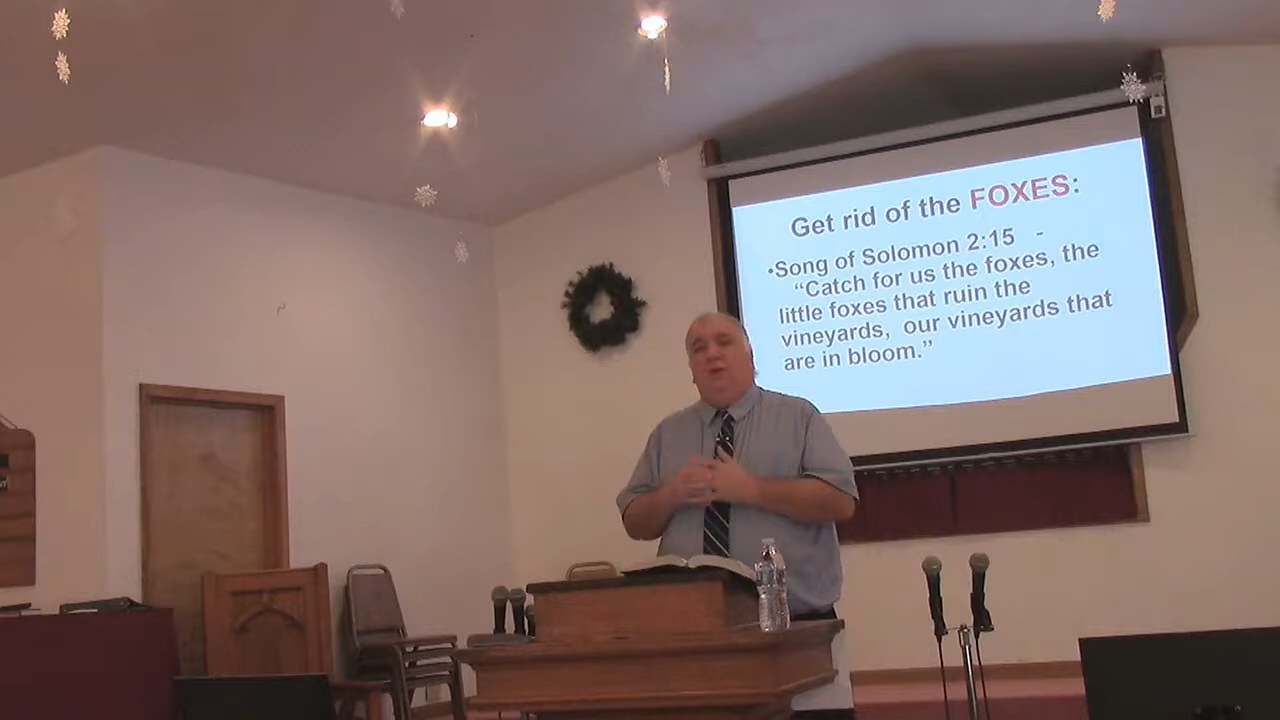 Get rid of the FOXES:
•Song of Solomon 2:15 -
“Catch for us the foxes, the
little foxes that ruin the
vineyards, our vineyards that
are in bloom.”